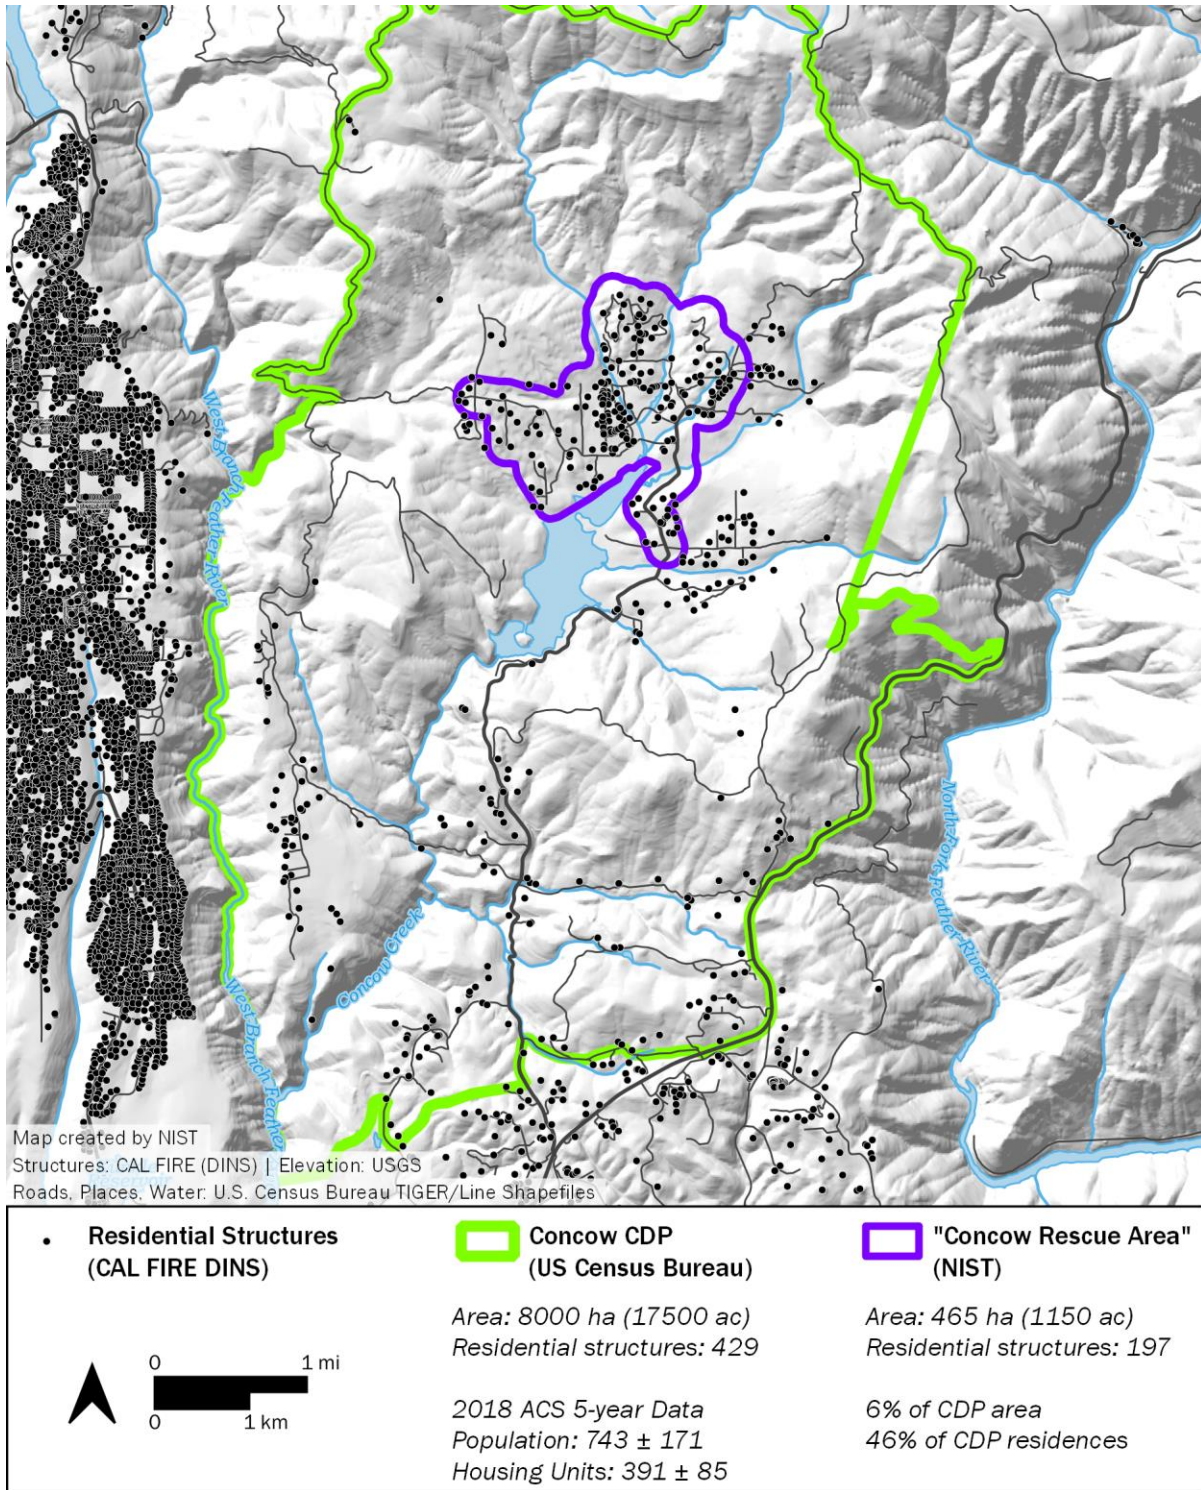 West Branch Feather River
North Fork Feather River
Concow Creek
West Branch Feather
Map created by NIST
Structures: CAL FIRE (DINS) | Elevation: USGS
Reservoir
Roads, Places, Water: U.S. Census Bureau TIGER/Line Shapefiles
Residential Structures
(CAL FIRE DINS)
0 1 mi
0 1 km
Concow CDP
(US Census Bureau)
Area: 8000 ha (17500 ac)
Residential structures: 429
2018 ACS 5-year Data
Population: 743 ± 171
Housing Units: 391 ± 85
"Concow Rescue Area"
(NIST)
Area: 465 ha (1150 ac)
Residential structures: 197
6% of CDP area
46% of CDP residences